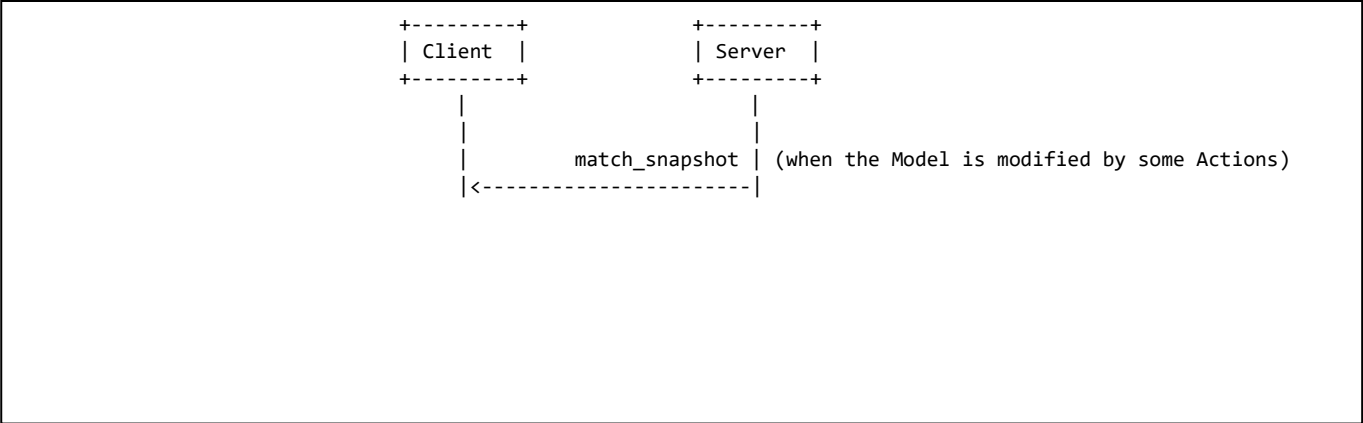 +---------+ +---------+
| Client | | Server |
+---------+ +---------+
| |
| |
| match_snapshot | (when the Model is modified by some Actions)
|<-----------------------|